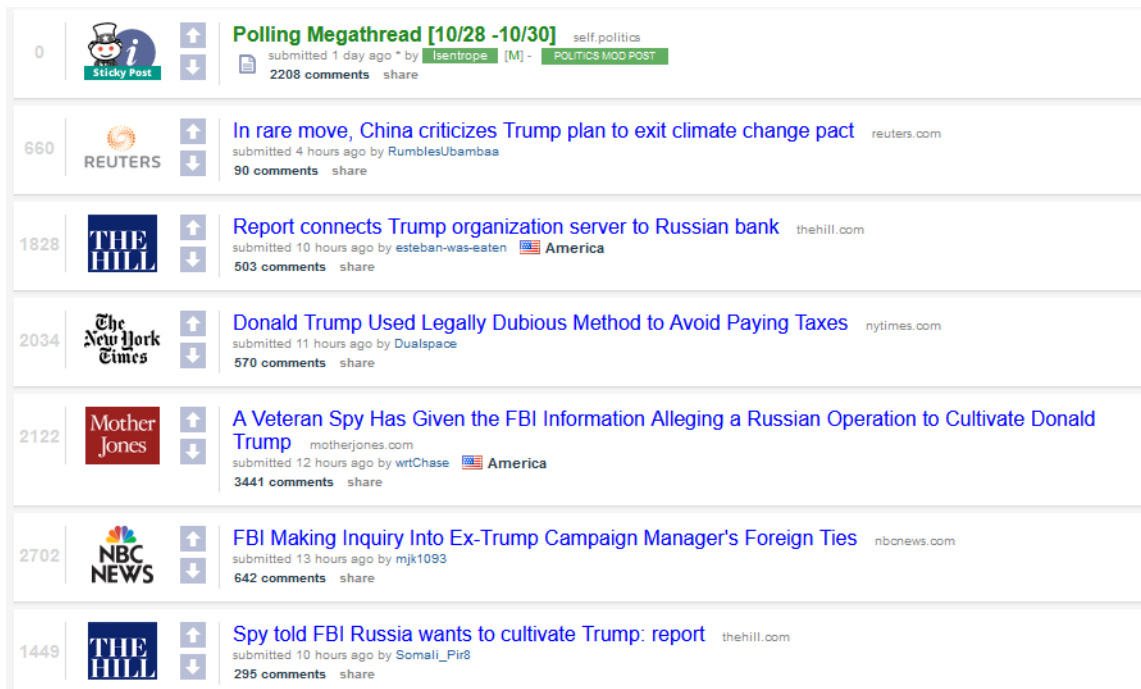 0
Sticky Post
Polling Megathread [10/28 -10/30] self.politics
submitted 1 day ago * by Isentrope [M] - POLITICS MOD POST
2208 comments share
660
REUTERS
In rare move, China criticizes Trump plan to exit climate change pact reuters.com
submitted 4 hours ago by RumblesUbambaa
90 comments share
1828
THE
HILL
Report connects Trump organization server to Russian bank thehill.com
submitted 10 hours ago by esteban-was-eaten America
503 comments share
2034
The
New York
Times
Donald Trump Used Legally Dubious Method to Avoid Paying Taxes nytimes.com
submitted 11 hours ago by Dualspace
570 comments share
2122
Mother
Jones
A Veteran Spy Has Given the FBI Information Alleging a Russian Operation to Cultivate Donald
Trump motherjones.com
submitted 12 hours ago by wrtChase America
3441 comments share
2702
NBC
NEWS
FBI Making Inquiry Into Ex-Trump Campaign Manager's Foreign Ties nbcnews.com
submitted 13 hours ago by mjk1093
642 comments share
1449
THE
HILL
Spy told FBI Russia wants to cultivate Trump: report thehill.com
submitted 10 hours ago by Somali_Pir8
295 comments share